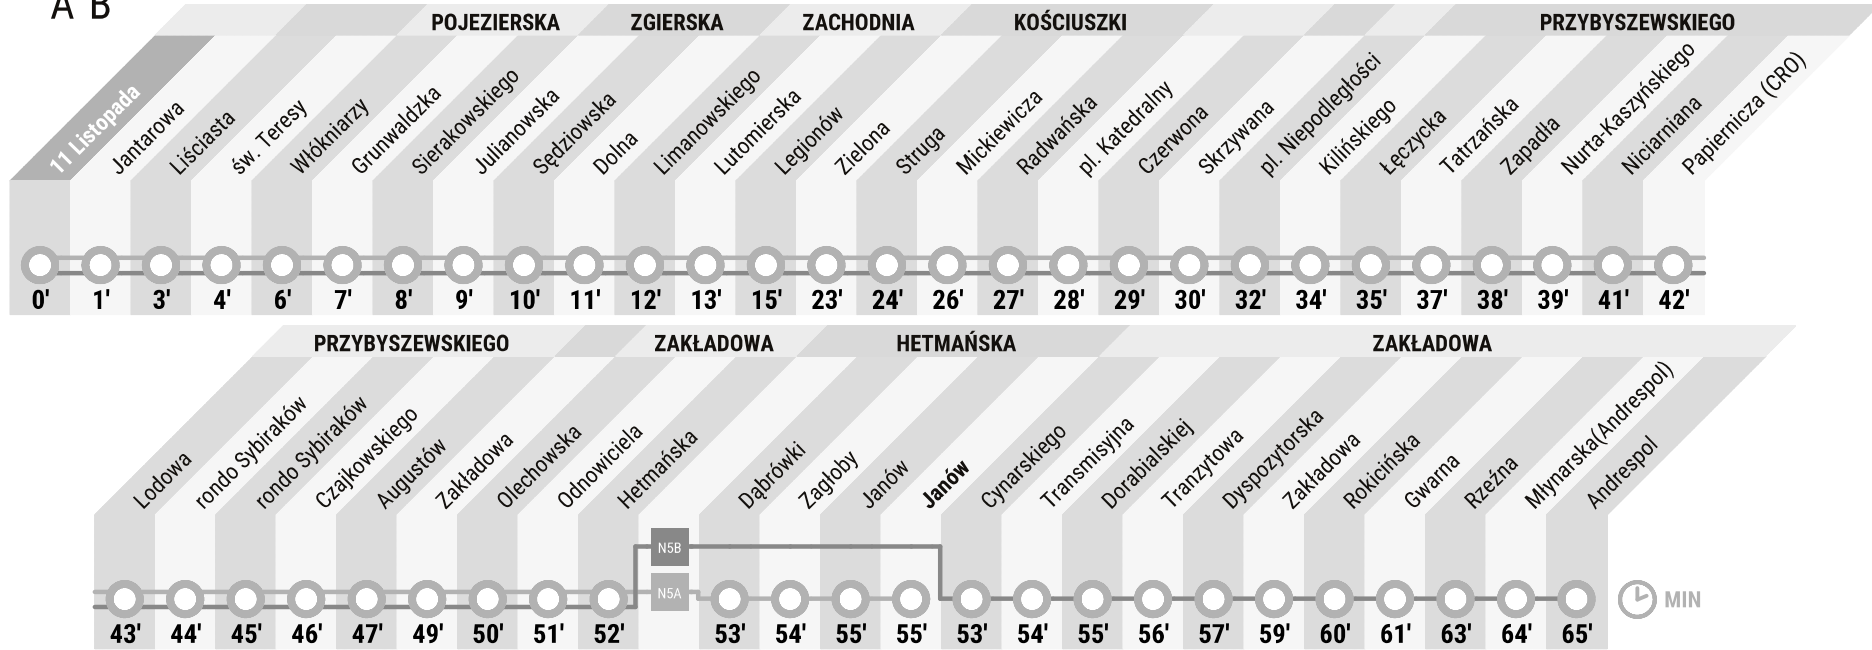 A B
POJEZIERSKA ZGIERSKA ZACHODNIA KOŚCIUSZKI PRZYBYSZEWSKIEGO
11 Listopada
Jantarowa
Liściasta
św. Teresy
Włókniarzy
Grunwaldzka
Sierakowskiego
Julianowska
Sędziowska
Dolna
Limanowskiego
Lutomierska
Legionów
Zielona
Struga
Mickiewicza
Radwańska
pl. Katedralny
Czerwona
Skrzywana
pl. Niepodległości
Kilińskiego
Łęczycka
Tatrzańska
Zapadła
Nurta-Kaszyńskiego
Niciarniana
Papiernicza (CRO)
0' 1' 3' 4' 6' 7' 8' 9' 10' 11' 12' 13' 15' 23' 24' 26' 27' 28' 29' 30' 32' 34' 35' 37' 38' 39' 41' 42'
PRZYBYSZEWSKIEGO ZAKŁADOWA HETMAŃSKA ZAKŁADOWA
Lodowa
rondo Sybiraków
rondo Sybiraków
Czajkowskiego
Augustów
Zakładowa
Olechowska
Odnowiciela
Hetmańska
Dąbrówki
Zagłoby
Janów
Janów
Cynarskiego
Transmisyjna
Dorabialskiej
Tranzytowa
Dyspozytorska
Zakładowa
Rokicińska
Gwarna
Rzeźna
Młynarska(Andrespol)
Andrespol
N5B
N5A
MIN
43' 44' 45' 46' 47' 49' 50' 51' 52' 53' 54' 55' 55' 53' 54' 55' 56' 57' 59' 60' 61' 63' 64' 65'